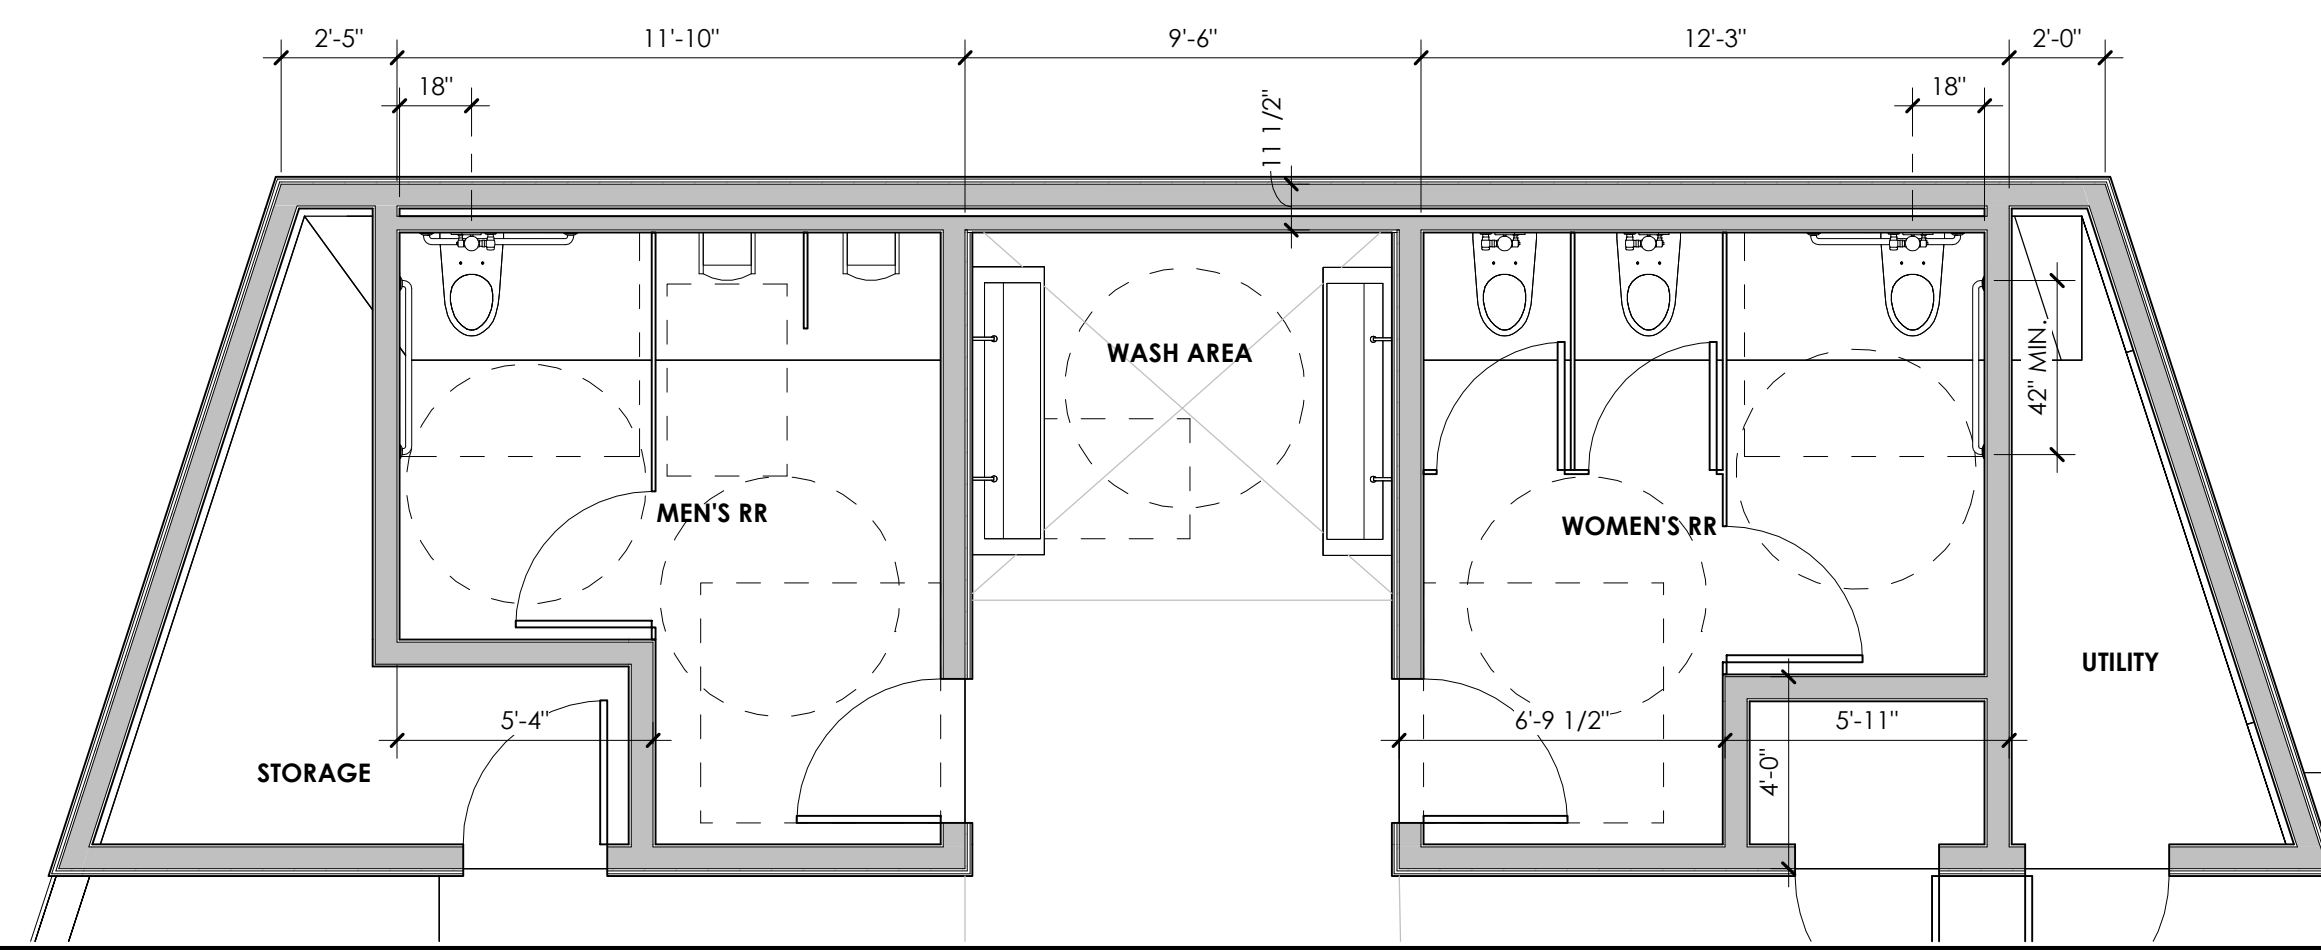 2'-5"
11'-10"
9'-6"
12'-3"
2'-0"
18"
18"
11 1/2"
42" MIN.
WASH AREA
MEN'S RR
WOMEN'S RR
UTILITY
5'-4"
6'-9 1/2"
5'-11"
4'-0"
STORAGE